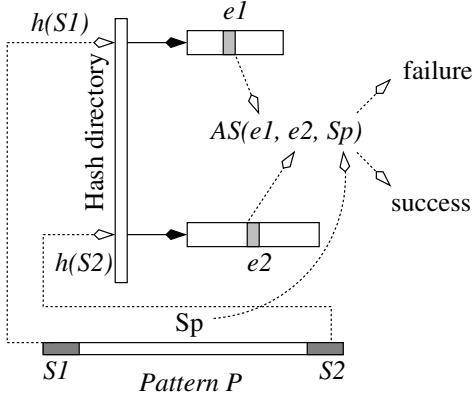 e1
h(S1)
failure
Hash directory
AS(e1, e2, Sp)
success
h(S2)
e2
Sp
S1
S2
Pattern P